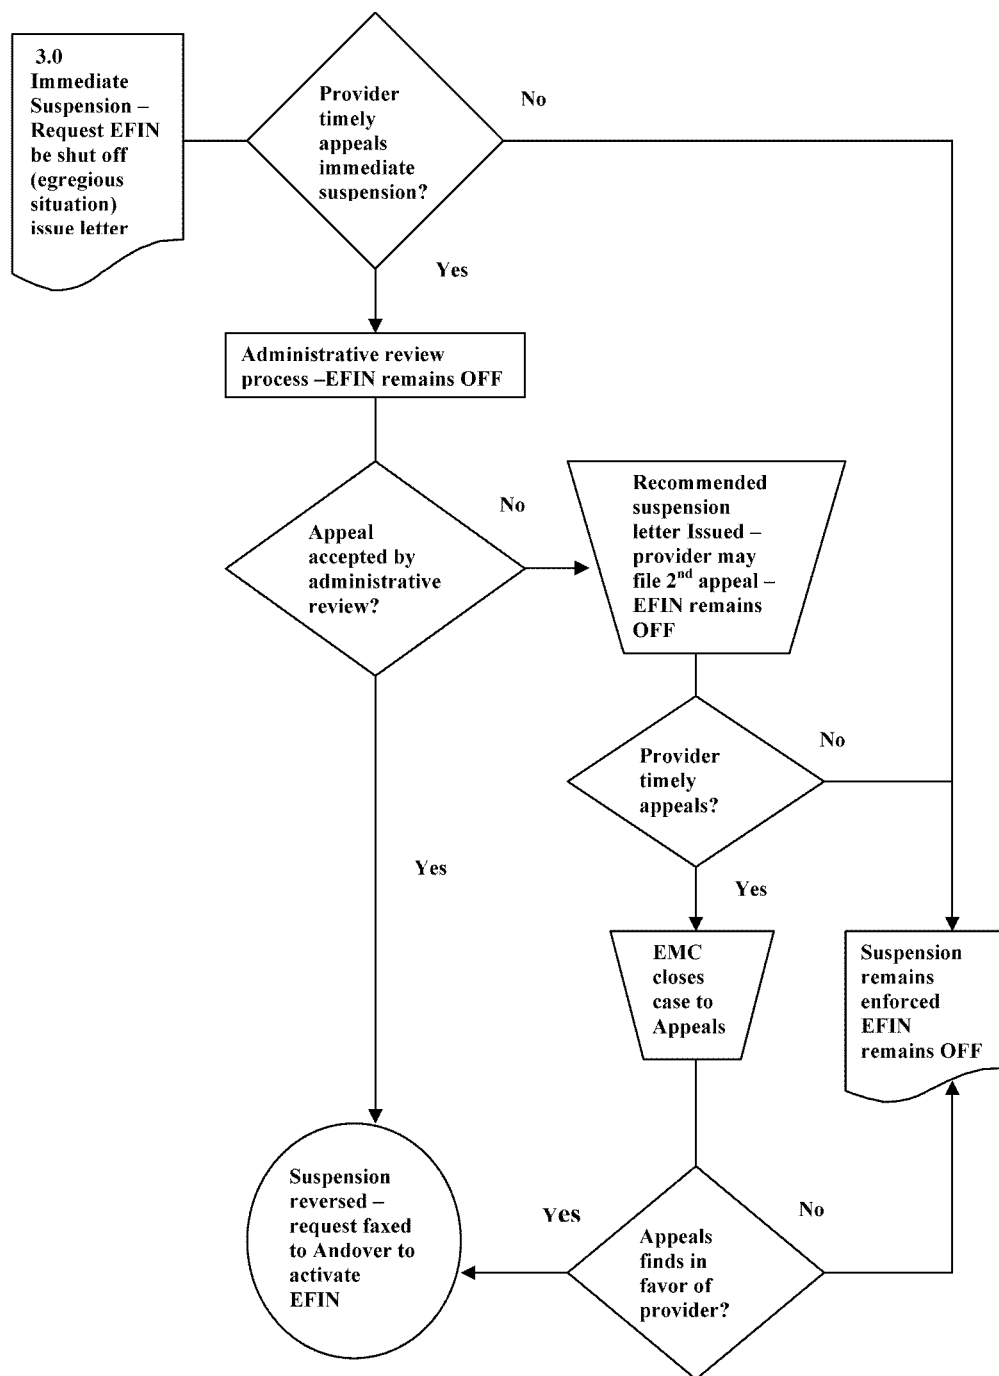 3.0
Immediate
Suspension –
Request EFIN
be shut off
(egregious
situation)
issue letter
Provider
timely
appeals
immediate
suspension?
No
Yes
Administrative review
process –EFIN remains OFF
Appeal
accepted by
administrative
review?
No
Recommended
suspension
letter Issued –
provider may
file 2nd appeal –
EFIN remains
OFF
Provider
timely
appeals?
No
Yes
Yes
EMC
closes
case to
Appeals
Suspension
remains
enforced
EFIN
remains OFF
Suspension
reversed –
request faxed
to Andover to
activate
EFIN
Yes
Appeals
finds in
favor of
provider?
No